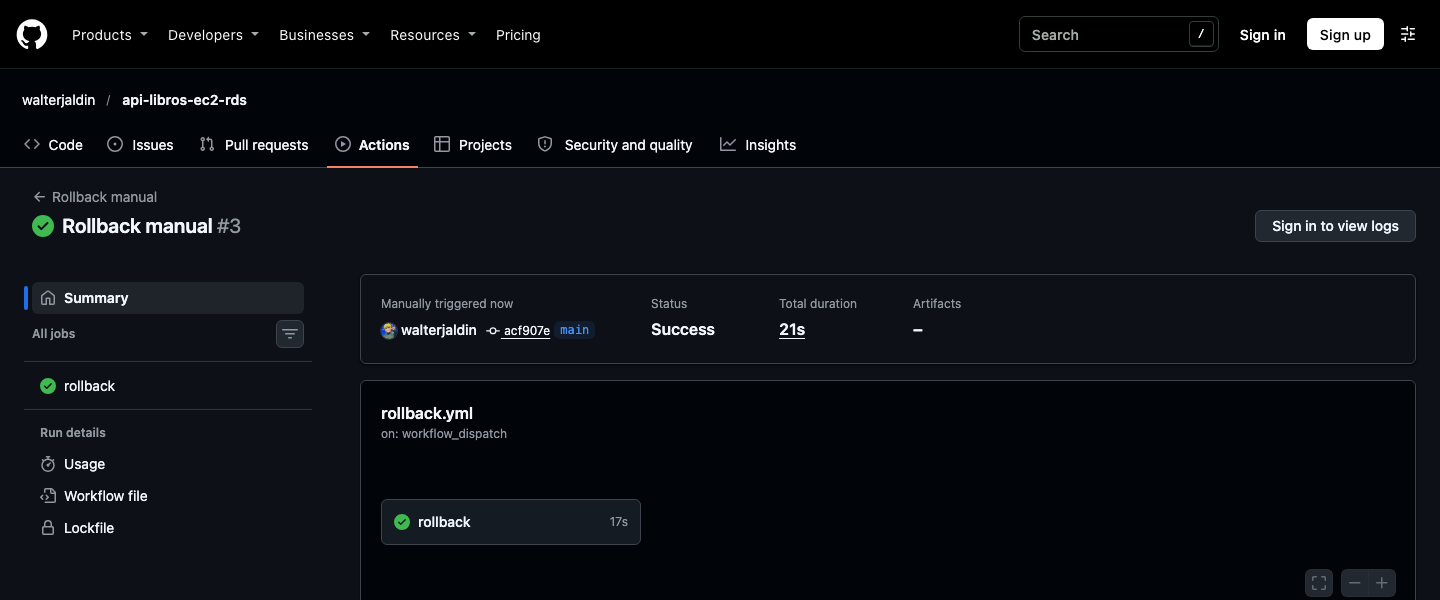 Products Developers Businesses Resources Pricing Search / Sign in Sign up
walterjaldin / api-libros-ec2-rds
Code Issues Pull requests Actions Projects Security and quality Insights
Rollback manual
Rollback manual #3
Sign in to view logs
Summary
All jobs
rollback
Run details
Usage
Workflow file
Lockfile
Manually triggered now Status Total duration Artifacts
walterjaldin acf907e main Success 21s –
rollback.yml
on: workflow_dispatch
rollback 17s